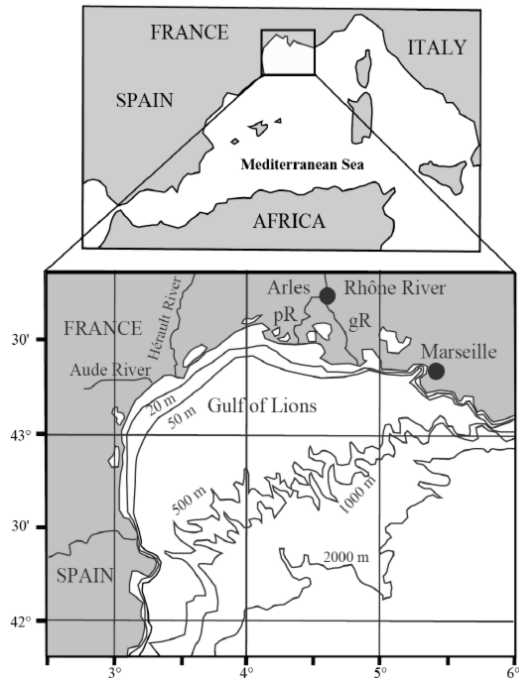 FRANCE
ITALY
SPAIN
Mediterranean Sea
AFRICA
Arles
Rhône River
pR
gR
Hérault River
30'
FRANCE
Marseille
Aude River
20 m
50 m
Gulf of Lions
43°
500 m
1000 m
30'
2000 m
SPAIN
42°
3°
4°
5°
6°